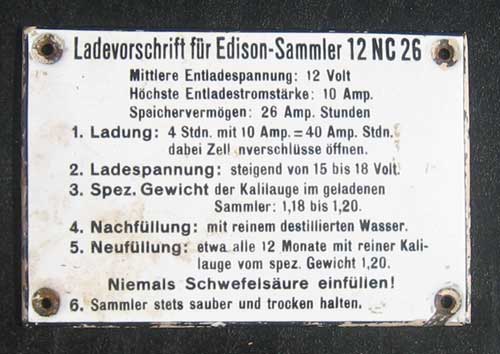 Ladevorschrift für Edison-Sammler 12 NC 26
Mittlere Entladespannung: 12 Volt
Höchste Entladestromstärke: 10 Amp.
Speichervermögen: 26 Amp. Stunden
1. Ladung: 4 Stdn. mit 10 Amp. = 40 Amp. Stdn.
dabei Zell nverschlüsse öffnen.
2. Ladespannung: steigend von 15 bis 18 Volt.
3. Spez. Gewicht der Kalilauge im geladenen
Sammler: 1,18 bis 1,20.
4. Nachfüllung: mit reinem destillierten Wasser.
5. Neufüllung: etwa alle 12 Monate mit reiner Kali-
lauge vom spez. Gewicht 1,20.
Niemals Schwefelsäure einfüllen!
6. Sammler stets sauber und trocken halten.